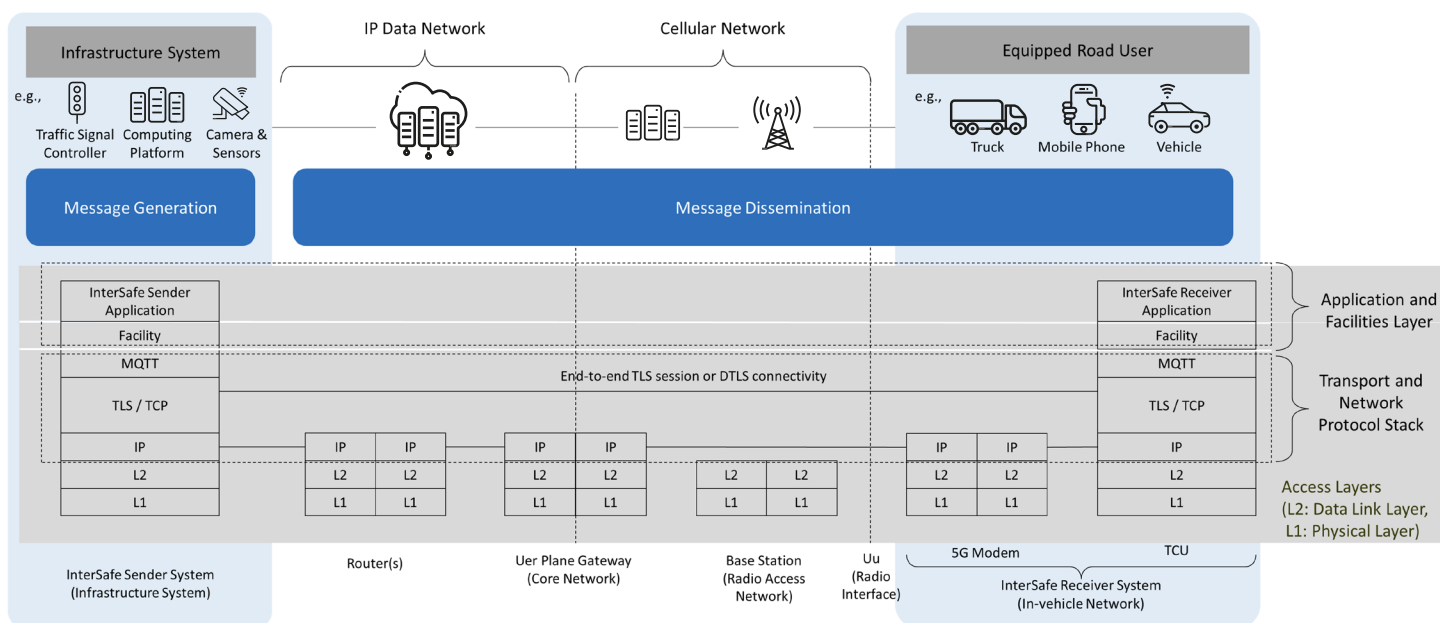 IP Data Network
Cellular Network
Infrastructure System
Equipped Road User
e.g.,
Traffic Signal
Controller
Computing
Platform
Camera &
Sensors
e.g.,
Truck
Mobile Phone
Vehicle
Message Generation
Message Dissemination
InterSafe Sender
Application
Facility
MQTT
TLS / TCP
IP
L2
L1
End-to-end TLS session or DTLS connectivity
IP
IP
L2
L2
L1
L1
IP
IP
L2
L2
L1
L1
L2
L2
L1
L1
IP
IP
L2
L2
L1
L1
InterSafe Receiver
Application
Facility
MQTT
TLS / TCP
IP
L2
L1
Application and
Facilities Layer
Transport and
Network
Protocol Stack
Access Layers
(L2: Data Link Layer,
L1: Physical Layer)
InterSafe Sender System
(Infrastructure System)
Router(s)
Uer Plane Gateway
(Core Network)
Base Station
(Radio Access
Network)
Uu
(Radio
Interface)
5G Modem
TCU
InterSafe Receiver System
(In-vehicle Network)